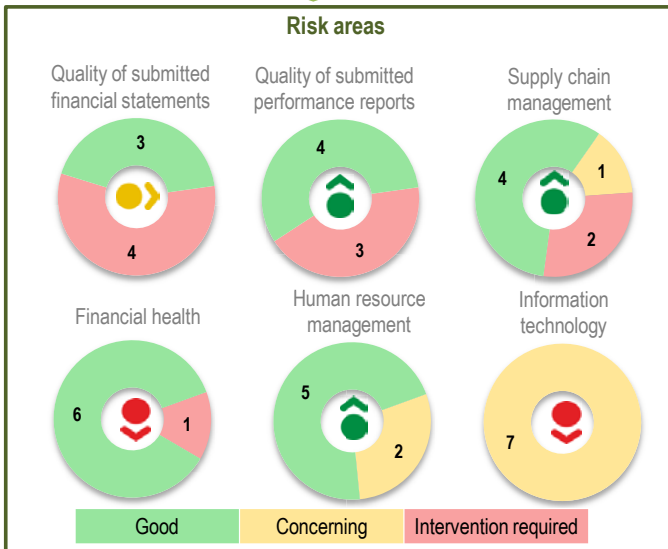 Risk areas
Quality of submitted
financial statements
3
4
Quality of submitted
performance reports
4
3
Supply chain
management
4
1
2
Financial health
6
1
Human resource
management
5
2
Information
technology
7
Good
Concerning
Intervention required